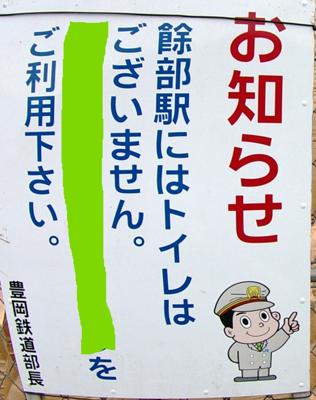 お知らせ
餘部駅にはトイレは
ございません。
を
ご利用下さい。
豊岡鉄道部長